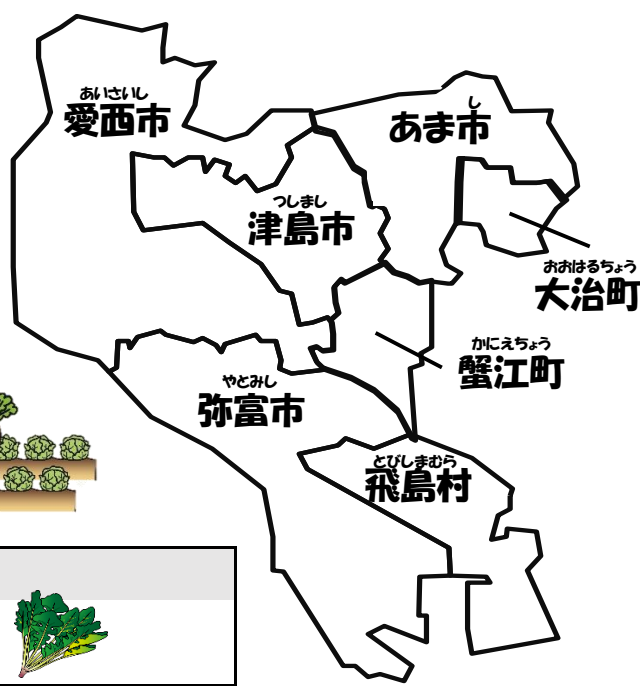 あいさいし
愛西市
し
あま市
つしまし
津島市
おおはるちょう
大治町
かにえちょう
蟹江町
やとみし
弥富市
とびしまむら
飛島村